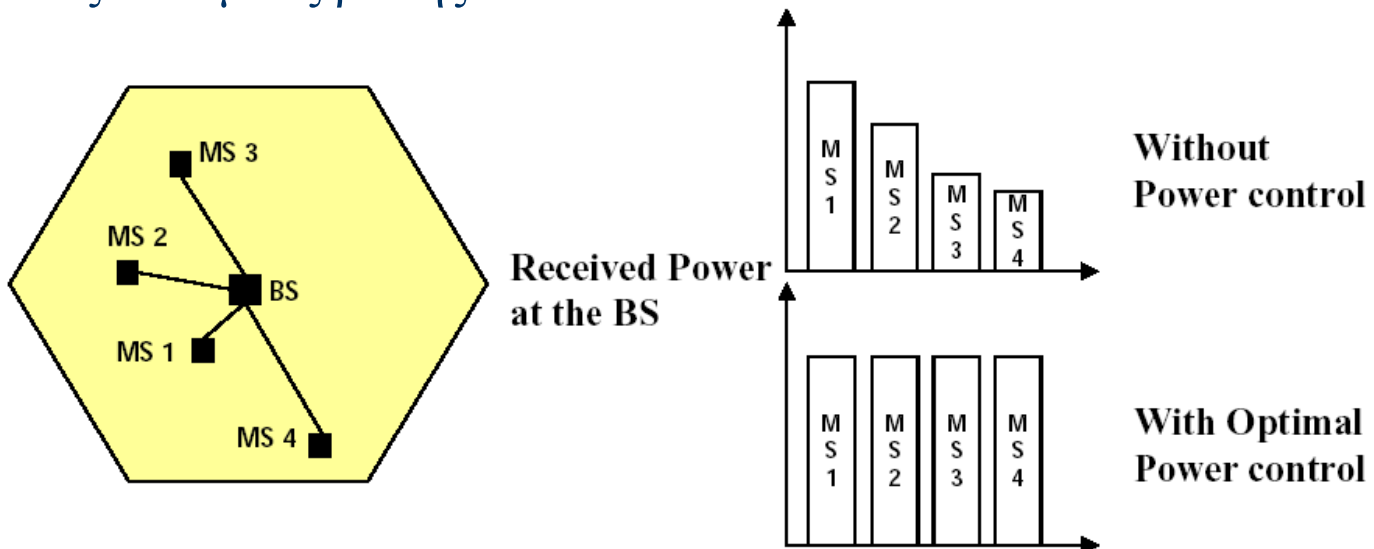 MS 3
MS 2
BS
MS 1
MS 4
Received Power
at the BS
M S 1
M S 2
M S 3
M S 4
Without
Power control
M S 1
M S 2
M S 3
M S 4
With Optimal
Power control